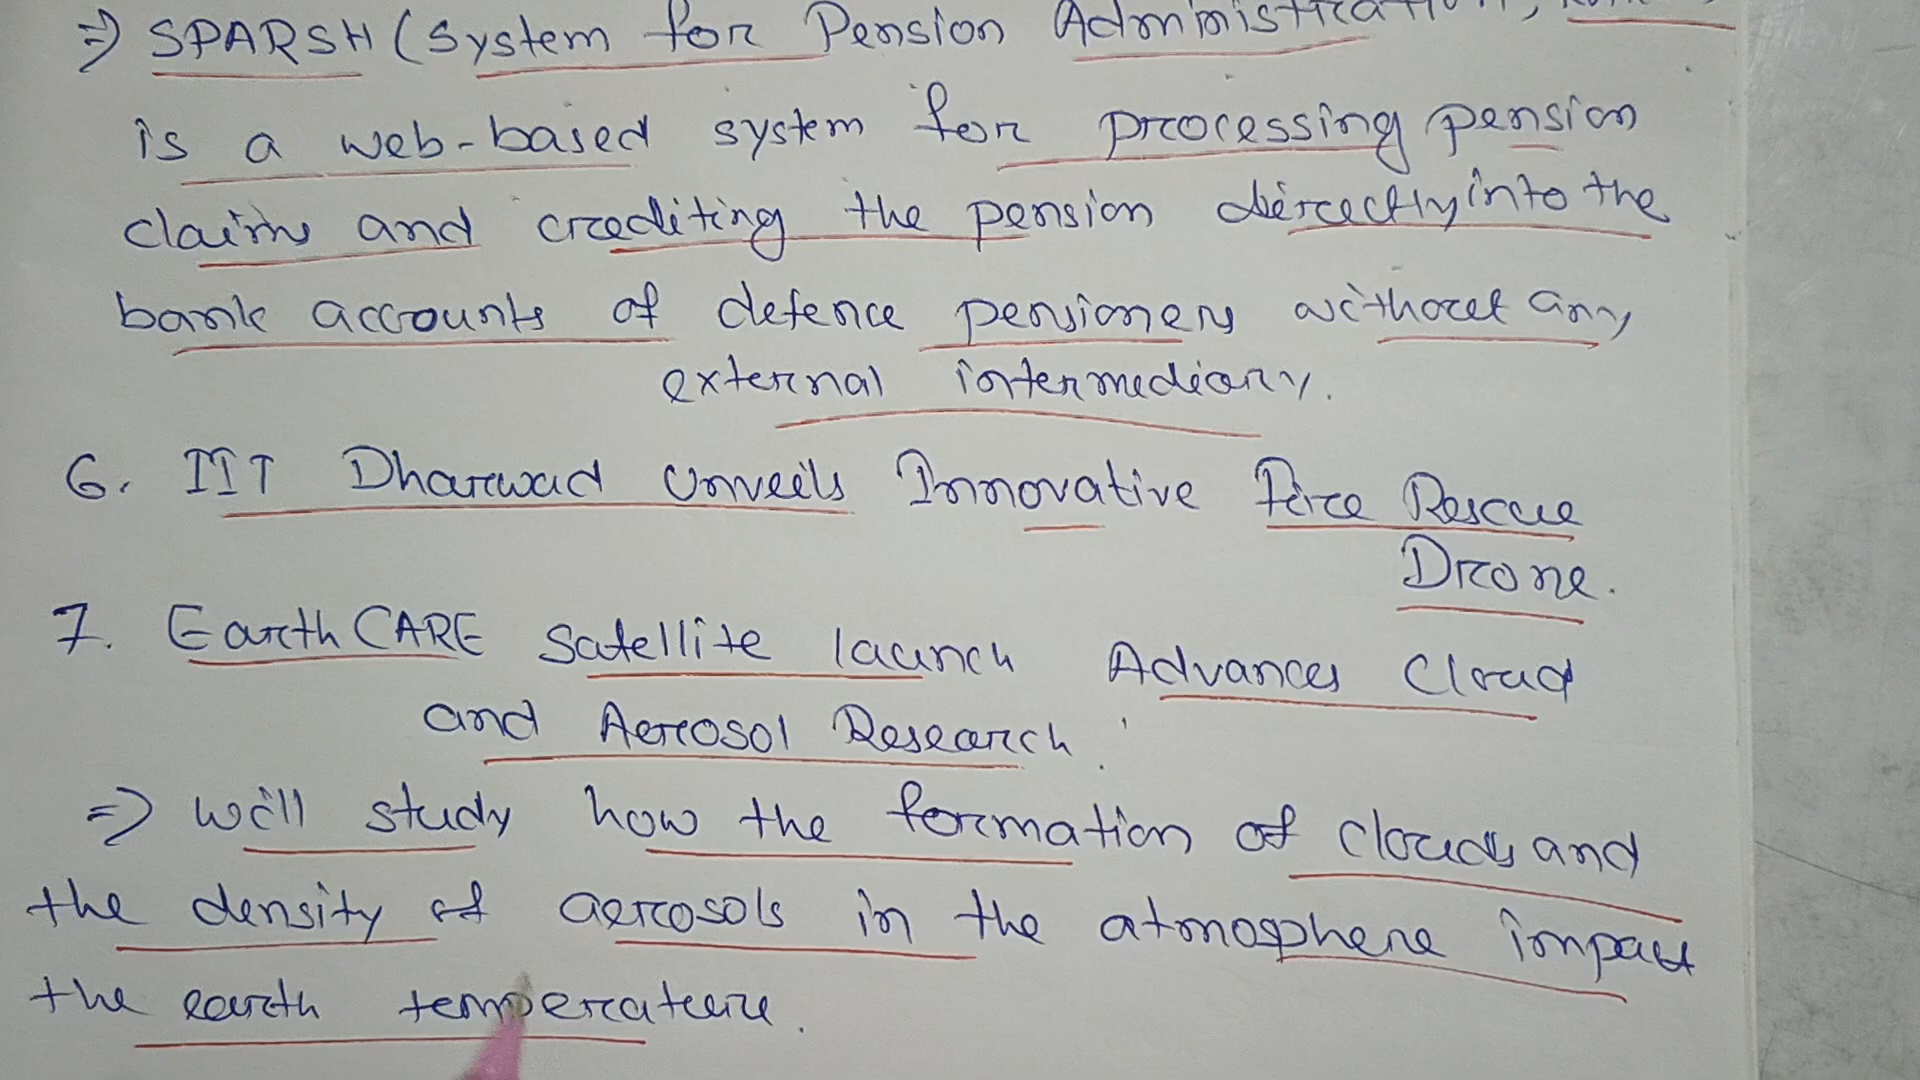 ⇒ SPARSH (System for Pension Administration,
is a web-based system for processing pension
claims and crediting the pension directly into the
bank accounts of defence pensioners without any
external intermediary.
6. IIT Dharwad Unveils Innovative Fire Rescue
Drone.
7. EarthCARE Satellite launch Advances Cloud
and Aerosol Research.
⇒ will study how the formation of clouds and
the density of aerosols in the atmosphere impact
the earth temperature.